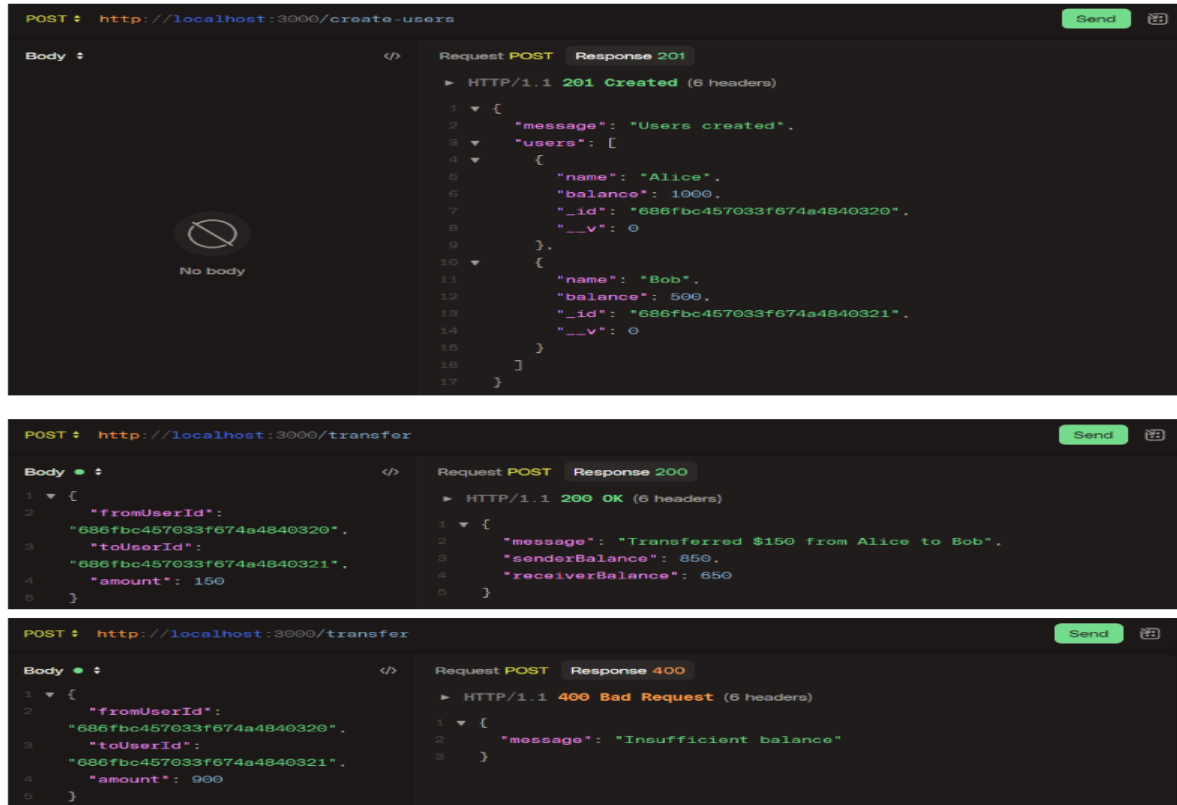 POST http://localhost:3000/create-users Send
Body </> Request POST Response 201
HTTP/1.1 201 Created (6 headers)
1 {
2 "message": "Users created",
3 "users": [
4 {
5 "name": "Alice",
6 "balance": 1000,
7 "_id": "686fbc457033f674a4840320",
8 "__v": 0
9 },
10 {
11 "name": "Bob",
12 "balance": 500,
13 "_id": "686fbc457033f674a4840321",
14 "__v": 0
15 }
16 ]
17 }
No body
POST http://localhost:3000/transfer Send
Body </> Request POST Response 200
1 {
2 "fromUserId":
"686fbc457033f674a4840320",
3 "toUserId":
"686fbc457033f674a4840321",
4 "amount": 150
5 }
HTTP/1.1 200 OK (6 headers)
1 {
2 "message": "Transferred $150 from Alice to Bob",
3 "senderBalance": 850,
4 "receiverBalance": 650
5 }
POST http://localhost:3000/transfer Send
Body </> Request POST Response 400
1 {
2 "fromUserId":
"686fbc457033f674a4840320",
3 "toUserId":
"686fbc457033f674a4840321",
4 "amount": 900
5 }
HTTP/1.1 400 Bad Request (6 headers)
1 {
2 "message": "Insufficient balance"
3 }